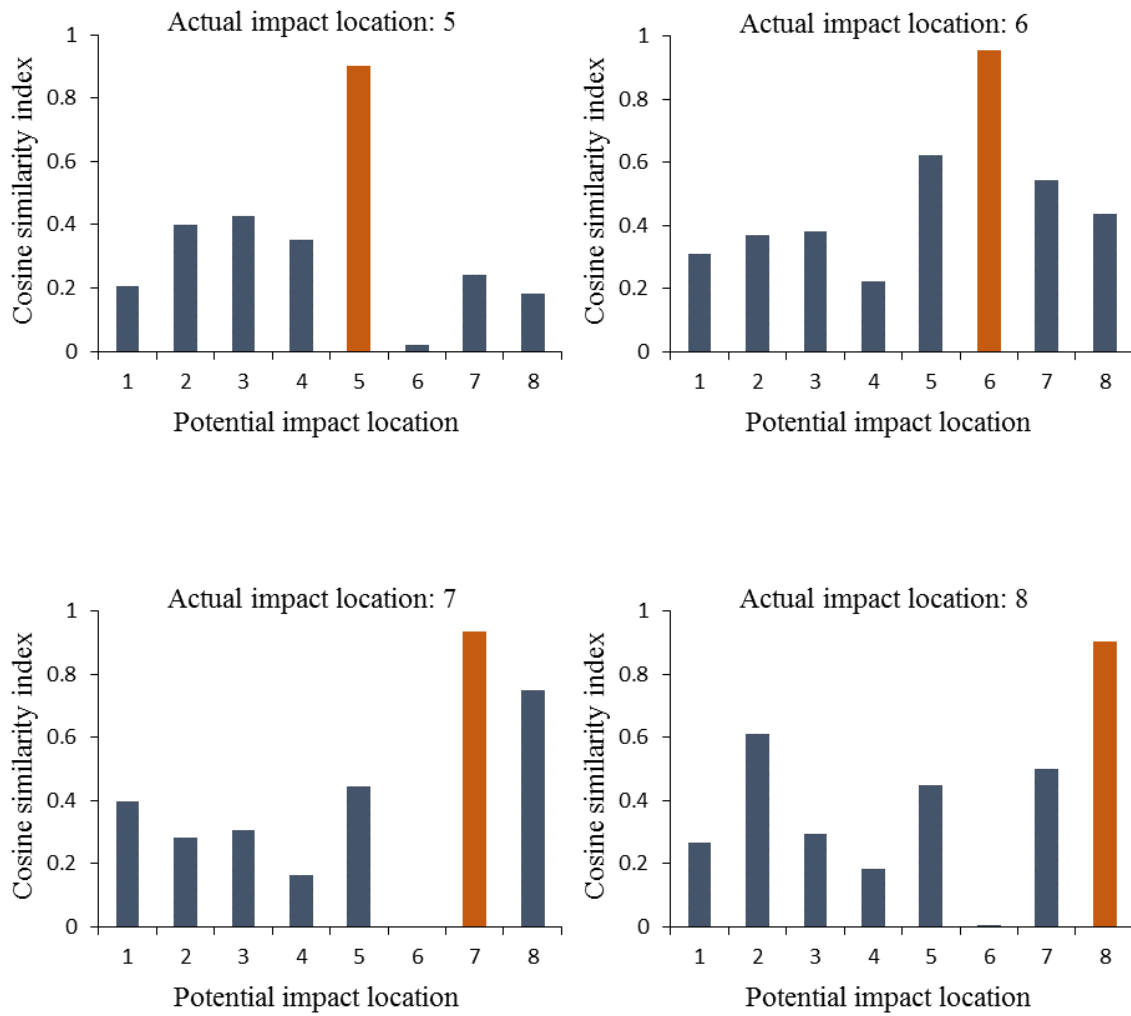 Actual impact location: 5
Cosine similarity index
1
0.8
0.6
0.4
0.2
0
1 2 3 4 5 6 7 8
Potential impact location
Actual impact location: 6
Cosine similarity index
1
0.8
0.6
0.4
0.2
0
1 2 3 4 5 6 7 8
Potential impact location
Actual impact location: 7
Cosine similarity index
1
0.8
0.6
0.4
0.2
0
1 2 3 4 5 6 7 8
Potential impact location
Actual impact location: 8
Cosine similarity index
1
0.8
0.6
0.4
0.2
0
1 2 3 4 5 6 7 8
Potential impact location